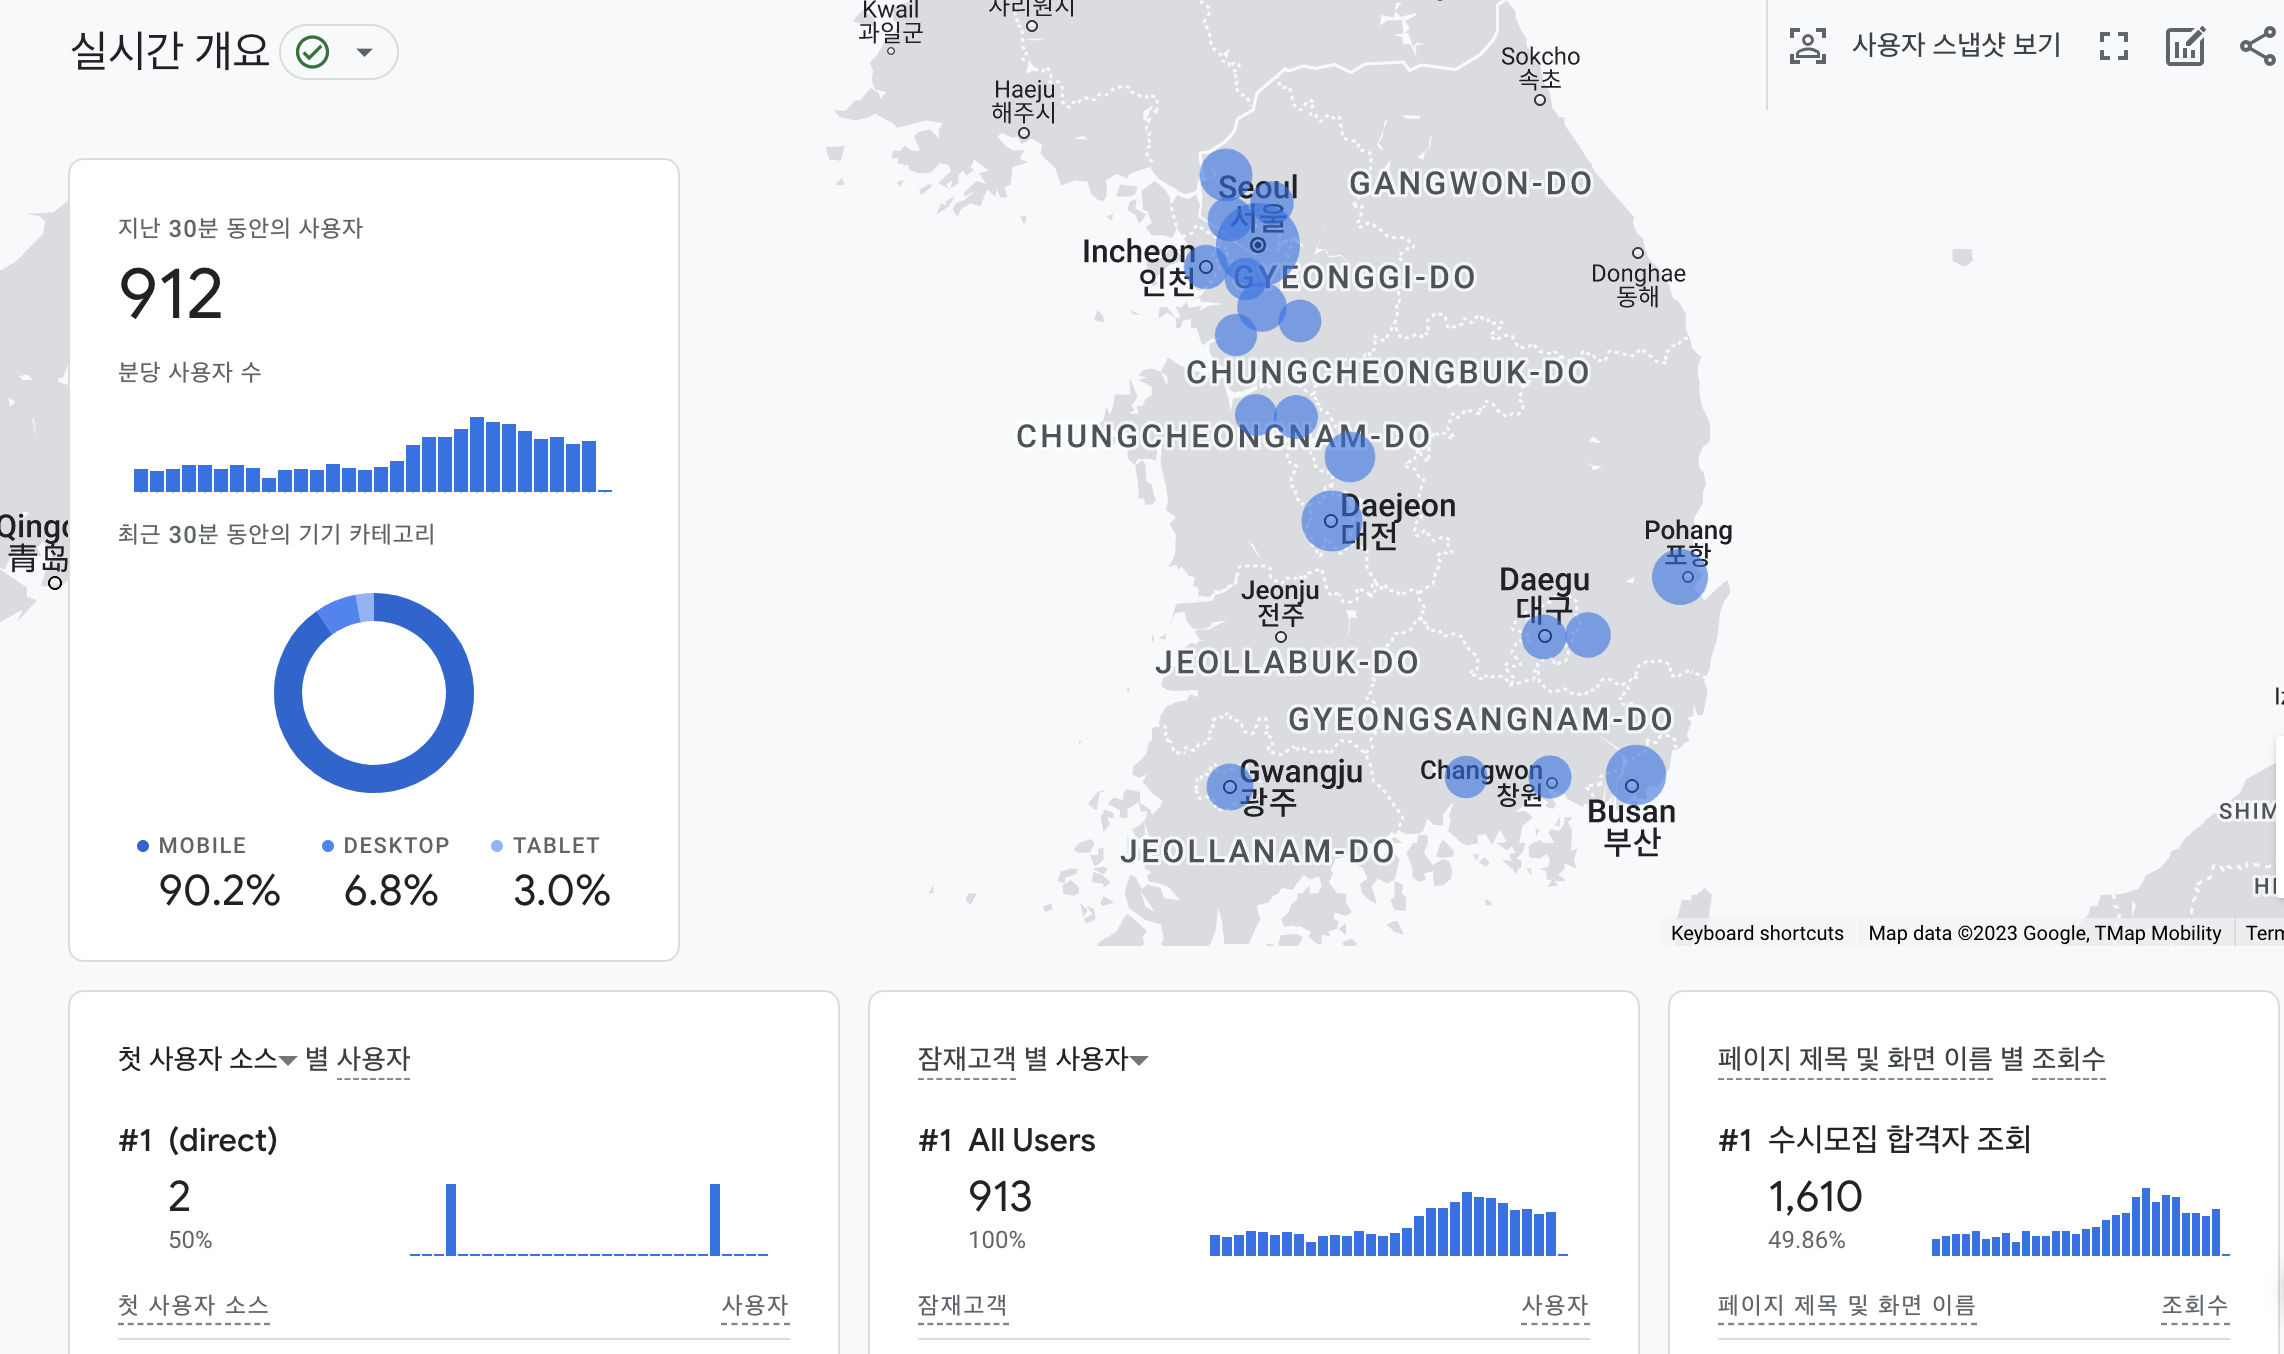 실시간 개요
사용자 스냅샷 보기
지난 30분 동안의 사용자
912
분당 사용자 수
최근 30분 동안의 기기 카테고리
MOBILE
90.2%
DESKTOP
6.8%
TABLET
3.0%
Kwail
과일군
사리원시
Haeju
해주시
Sokcho
속초
Seoul
서울
GANGWON-DO
Incheon
인천
GYEONGGI-DO
Donghae
동해
CHUNGCHEONGBUK-DO
CHUNGCHEONGNAM-DO
Daejeon
대전
Pohang
포항
Daegu
대구
Jeonju
전주
JEOLLABUK-DO
GYEONGSANGNAM-DO
Gwangju
광주
Changwon
창원
Busan
부산
JEOLLANAM-DO
青岛
SHIM
Keyboard shortcuts
Map data ©2023 Google, TMap Mobility
첫 사용자 소스 별 사용자
#1 (direct)
2
50%
첫 사용자 소스 사용자
잠재고객 별 사용자
#1 All Users
913
100%
잠재고객 사용자
페이지 제목 및 화면 이름 별 조회수
#1 수시모집 합격자 조회
1,610
49.86%
페이지 제목 및 화면 이름 조회수